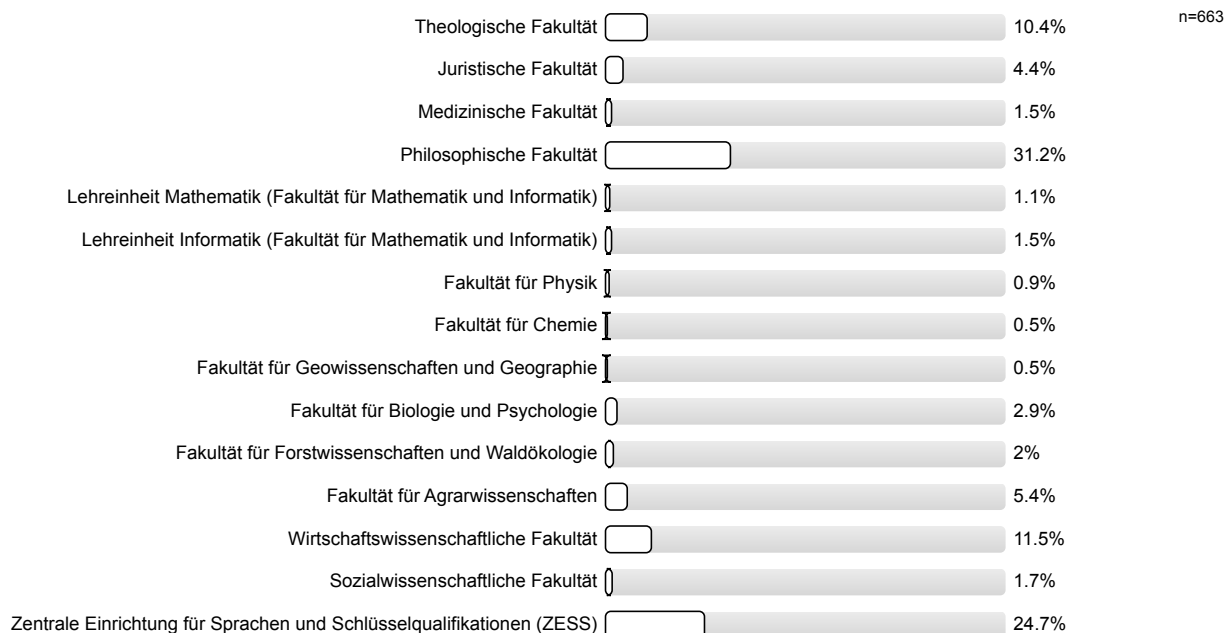 n=663
Theologische Fakultät 10.4%
Juristische Fakultät 4.4%
Medizinische Fakultät 1.5%
Philosophische Fakultät 31.2%
Lehreinheit Mathematik (Fakultät für Mathematik und Informatik) 1.1%
Lehreinheit Informatik (Fakultät für Mathematik und Informatik) 1.5%
Fakultät für Physik 0.9%
Fakultät für Chemie 0.5%
Fakultät für Geowissenschaften und Geographie 0.5%
Fakultät für Biologie und Psychologie 2.9%
Fakultät für Forstwissenschaften und Waldökologie 2%
Fakultät für Agrarwissenschaften 5.4%
Wirtschaftswissenschaftliche Fakultät 11.5%
Sozialwissenschaftliche Fakultät 1.7%
Zentrale Einrichtung für Sprachen und Schlüsselqualifikationen (ZESS) 24.7%